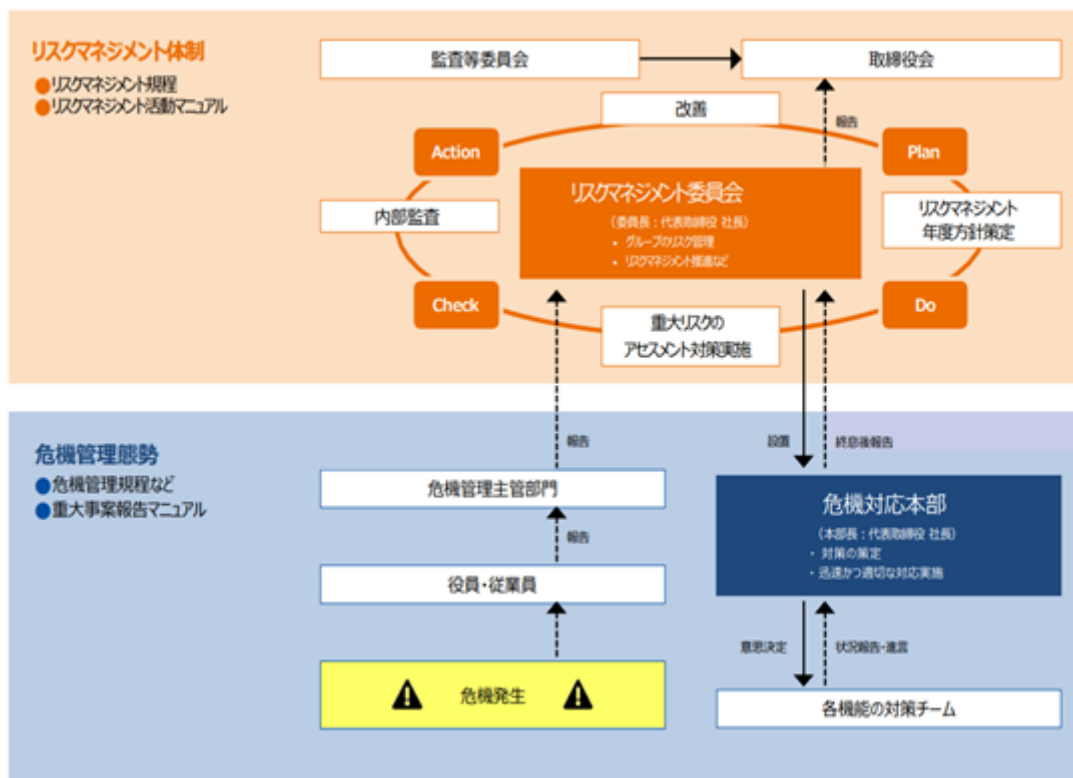 リスクマネジメント体制
●リスクマネジメント規程
●リスクマネジメント活動マニュアル
監査等委員会
取締役会
改善
報告
Action
Plan
リスクマネジメント委員会
(委員長：代表取締役 社長)
• グループのリスク管理
• リスクマネジメント推進など
内部監査
リスクマネジメント
年度方針策定
Check
Do
重大リスクの
アセスメント対策実施
危機管理態勢
●危機管理規程など
●重大事案報告マニュアル
報告
設置
終息後報告
危機管理主管部門
報告
役員・従業員
危機発生
危機対応本部
(本部長：代表取締役 社長)
・ 対策の策定
・ 迅速かつ適切な対応実施
意思決定
状況報告・進言
各機能の対策チーム